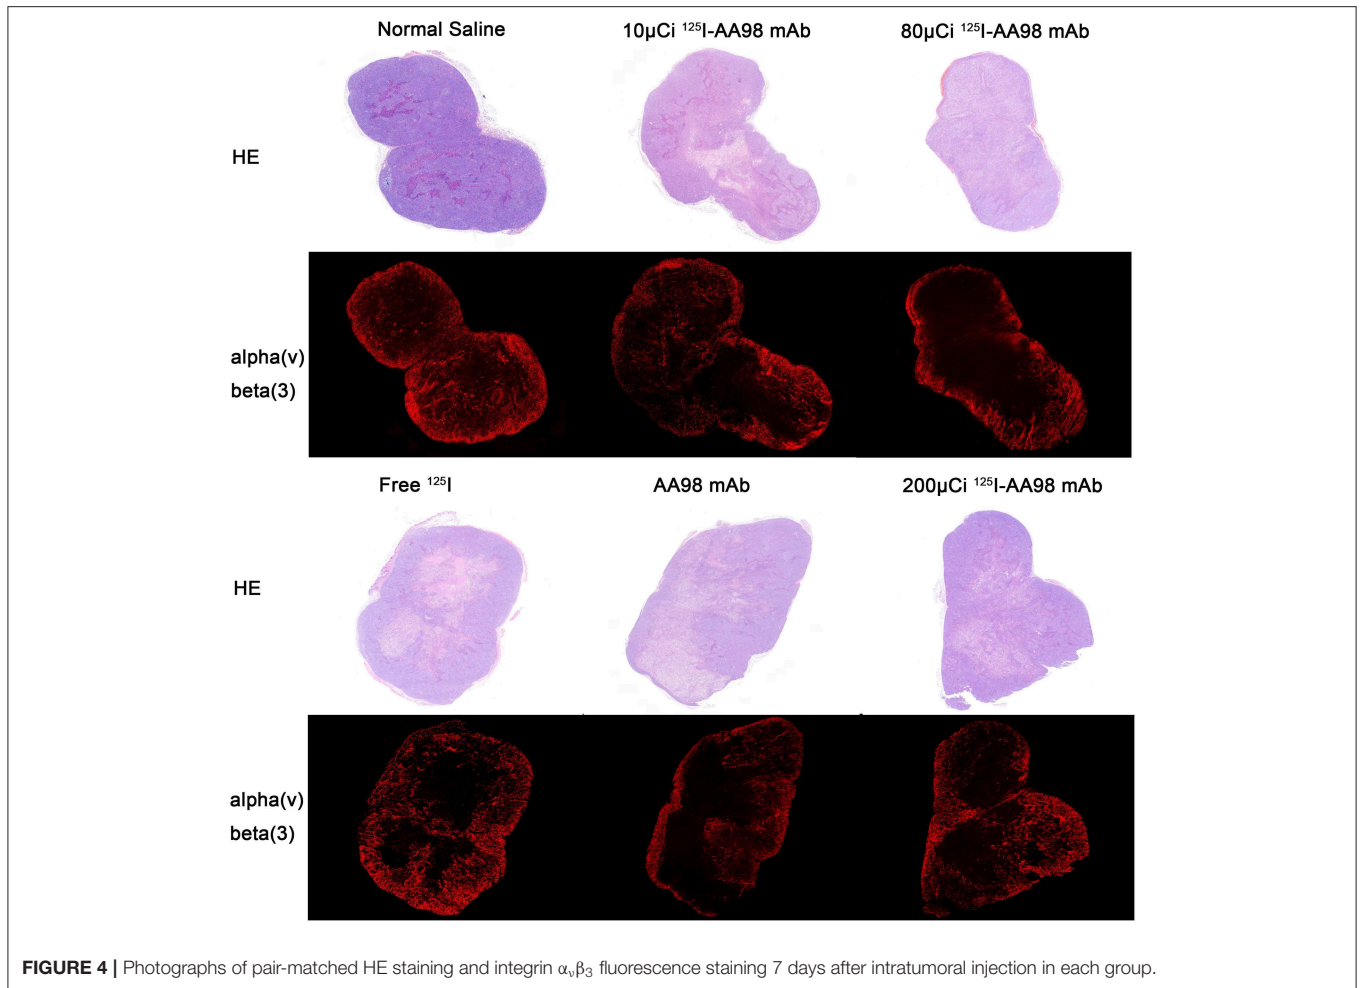 Normal Saline 10μCi ¹²⁵I-AA98 mAb 80μCi ¹²⁵I-AA98 mAb
HE
alpha(v)
beta(3)
Free ¹²⁵I AA98 mAb 200μCi ¹²⁵I-AA98 mAb
HE
alpha(v)
beta(3)
FIGURE 4 | Photographs of pair-matched HE staining and integrin αᵥβ₃ fluorescence staining 7 days after intratumoral injection in each group.